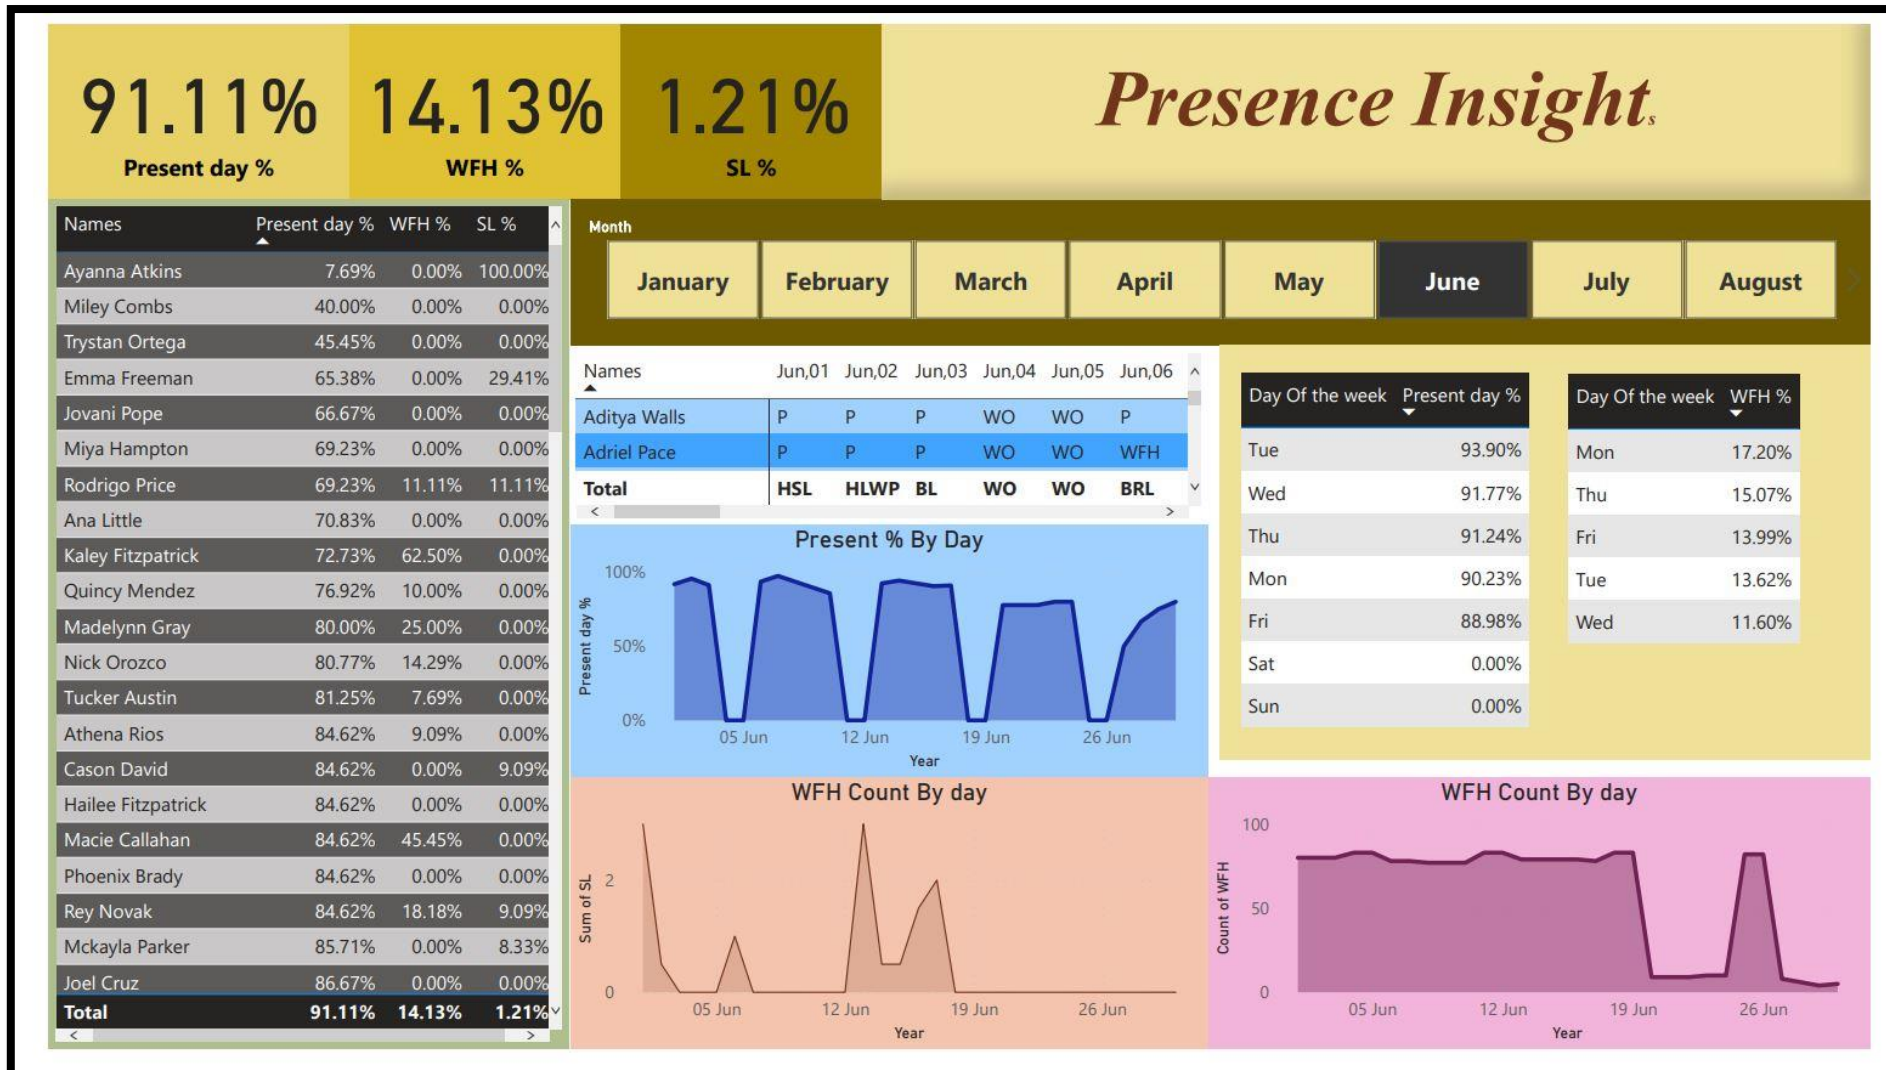 91.11%
Present day %
14.13%
WFH %
1.21%
SL %
Presence Insights
Names Present day % WFH % SL %
Ayanna Atkins 7.69% 0.00% 100.00%
Miley Combs 40.00% 0.00% 0.00%
Trystan Ortega 45.45% 0.00% 0.00%
Emma Freeman 65.38% 0.00% 29.41%
Jovani Pope 66.67% 0.00% 0.00%
Miya Hampton 69.23% 0.00% 0.00%
Rodrigo Price 69.23% 11.11% 11.11%
Ana Little 70.83% 0.00% 0.00%
Kaley Fitzpatrick 72.73% 62.50% 0.00%
Quincy Mendez 76.92% 10.00% 0.00%
Madelynn Gray 80.00% 25.00% 0.00%
Nick Orozco 80.77% 14.29% 0.00%
Tucker Austin 81.25% 7.69% 0.00%
Athena Rios 84.62% 9.09% 0.00%
Cason David 84.62% 0.00% 9.09%
Hailee Fitzpatrick 84.62% 0.00% 0.00%
Macie Callahan 84.62% 45.45% 0.00%
Phoenix Brady 84.62% 0.00% 0.00%
Rey Novak 84.62% 18.18% 9.09%
Mckayla Parker 85.71% 0.00% 8.33%
Joel Cruz 86.67% 0.00% 0.00%
Total 91.11% 14.13% 1.21%
Month
January February March April May June July August
Names Jun,01 Jun,02 Jun,03 Jun,04 Jun,05 Jun,06
Aditya Walls P P P WO WO P
Adriel Pace P P P WO WO WFH
Total HSL HLWP BL WO WO BRL
Day Of the week Present day %
Tue 93.90%
Wed 91.77%
Thu 91.24%
Mon 90.23%
Fri 88.98%
Sat 0.00%
Sun 0.00%
Day Of the week WFH %
Mon 17.20%
Thu 15.07%
Fri 13.99%
Tue 13.62%
Wed 11.60%
Present % By Day
Present day %
100%
50%
0%
05 Jun 12 Jun 19 Jun 26 Jun
Year
WFH Count By day
Sum of SL
2
0
05 Jun 12 Jun 19 Jun 26 Jun
Year
WFH Count By day
Count of WFH
100
50
0
05 Jun 12 Jun 19 Jun 26 Jun
Year